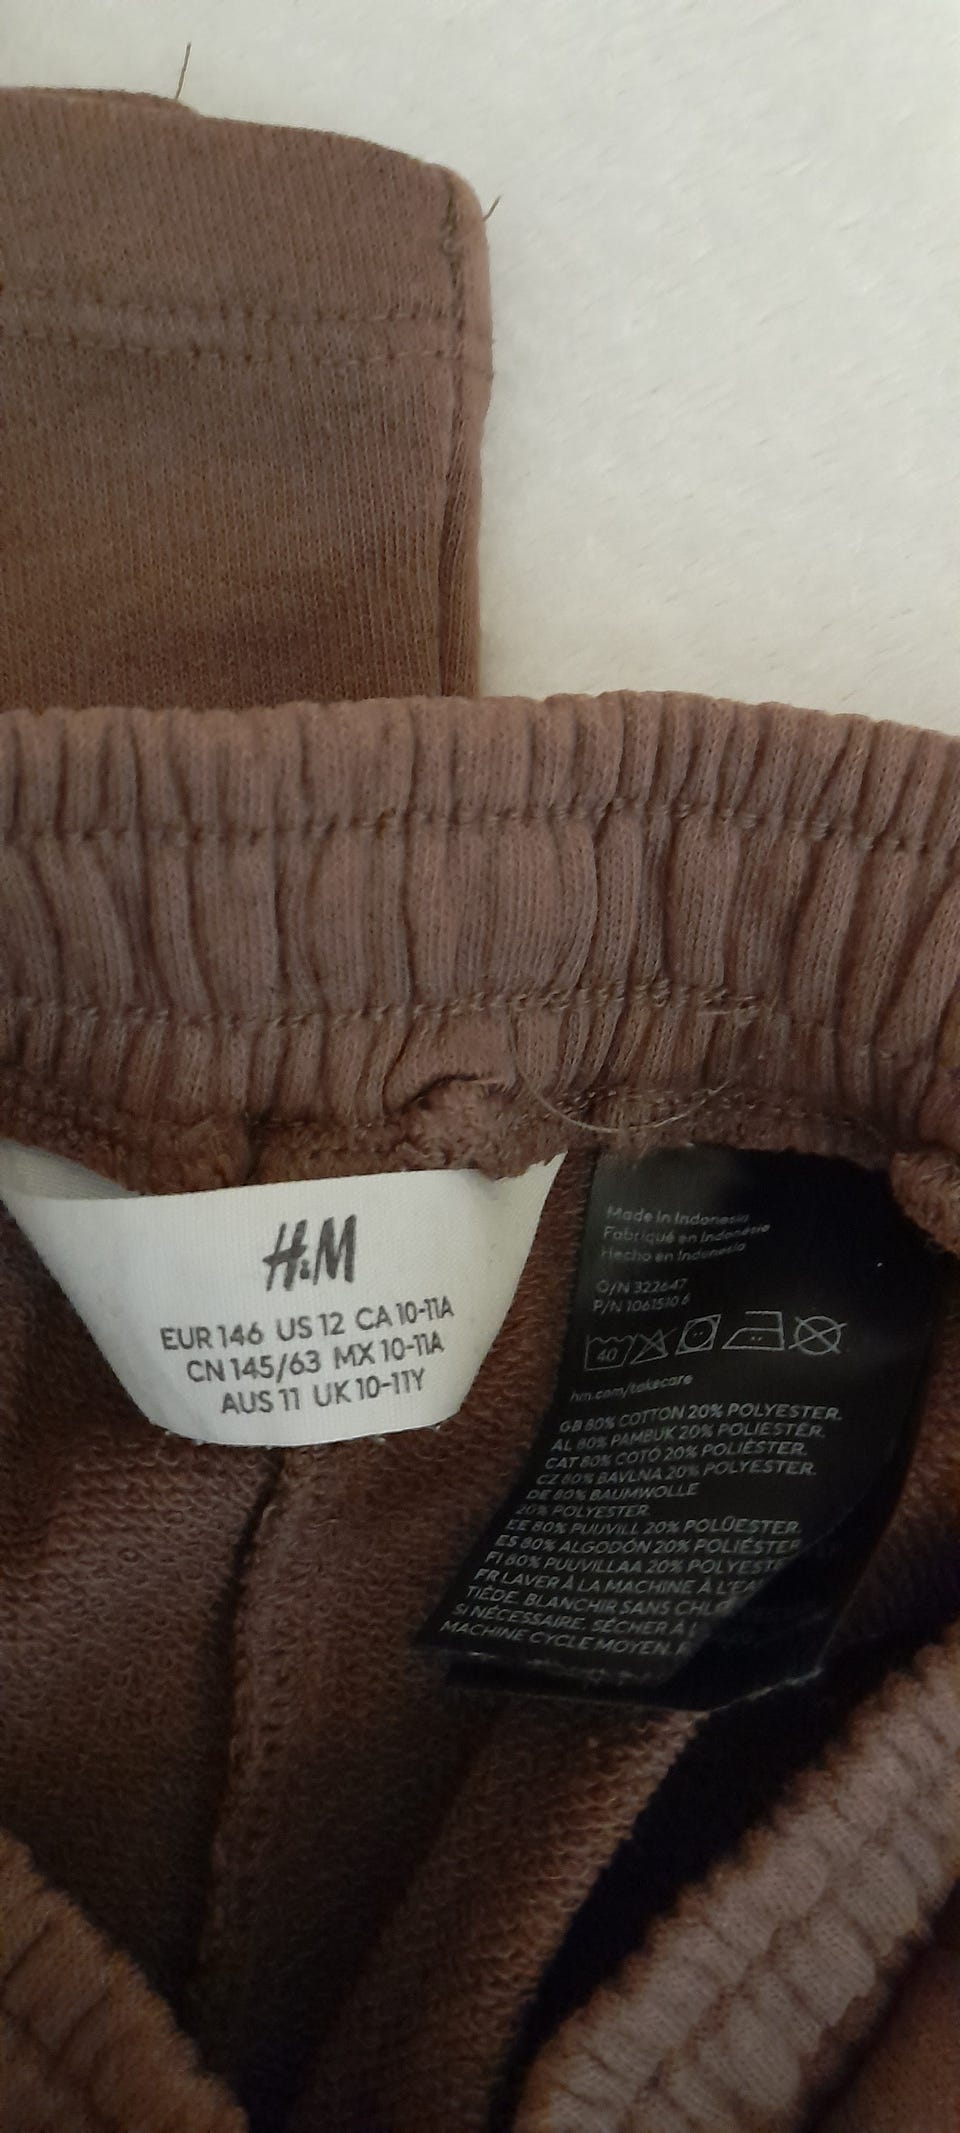 H&M
EUR 146 US 12 CA 10-11A
CN 145/63 MX 10-11A
AUS 11 UK 10-11Y
Made in Indonesia
Fabriqué en Indonésie
Hecho en Indonesia
O/N 322647
P/N 1061510 6
40
hm.com/takecare
GB 80% COTTON 20% POLYESTER.
AL 80% PAMBUK 20% POLIESTËR.
CAT 80% COTÓ 20% POLIÈSTER.
CZ 80% BAVLNA 20% POLYESTER.
DE 80% BAUMWOLLE
20% POLYESTER.
EE 80% PUUVILL 20% POLÜESTER.
ES 80% ALGODÓN 20% POLIÉSTER
FI 80% PUUVILLAA 20% POLYESTE
FR LAVER À LA MACHINE À L'EAU
TIÈDE. BLANCHIR SANS CHLO
SI NÉCESSAIRE. SÉCHER À L
MACHINE CYCLE MOYEN.